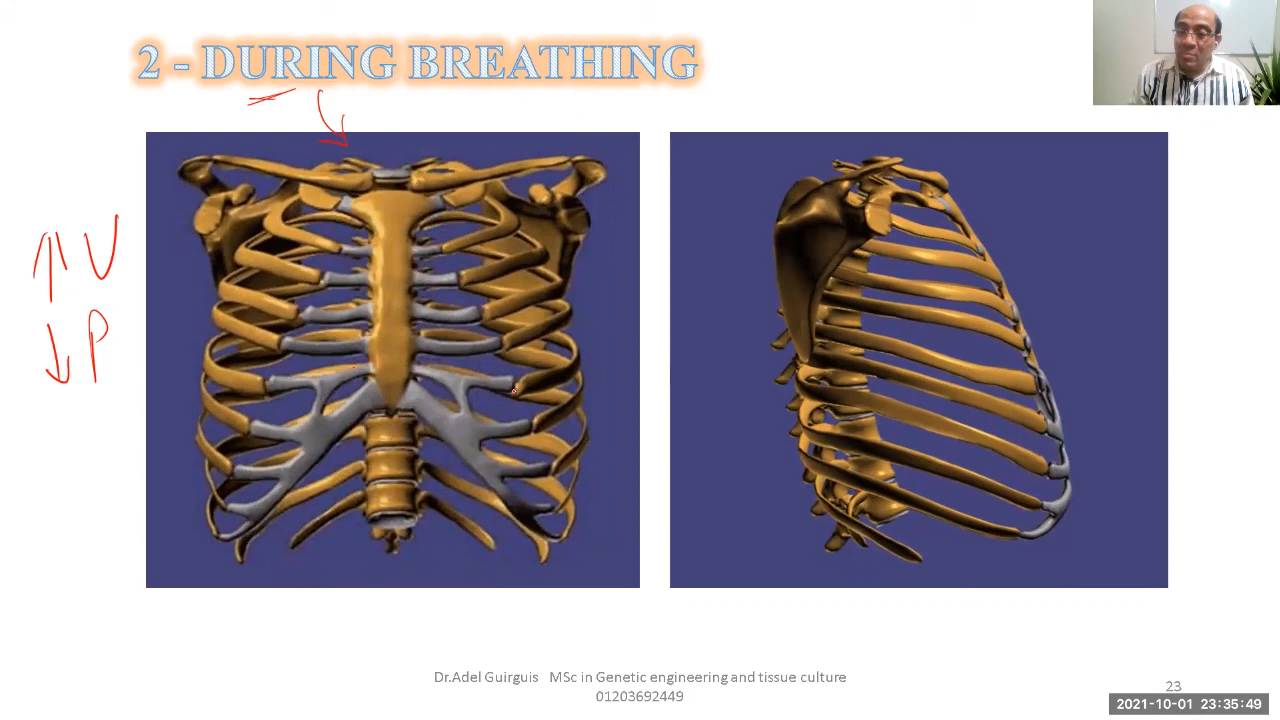 2 - DURING BREATHING
↑ V
↓ P
Dr.Adel Guirguis MSc in Genetic engineering and tissue culture
01203692449
23
2021-10-01 23:35:49